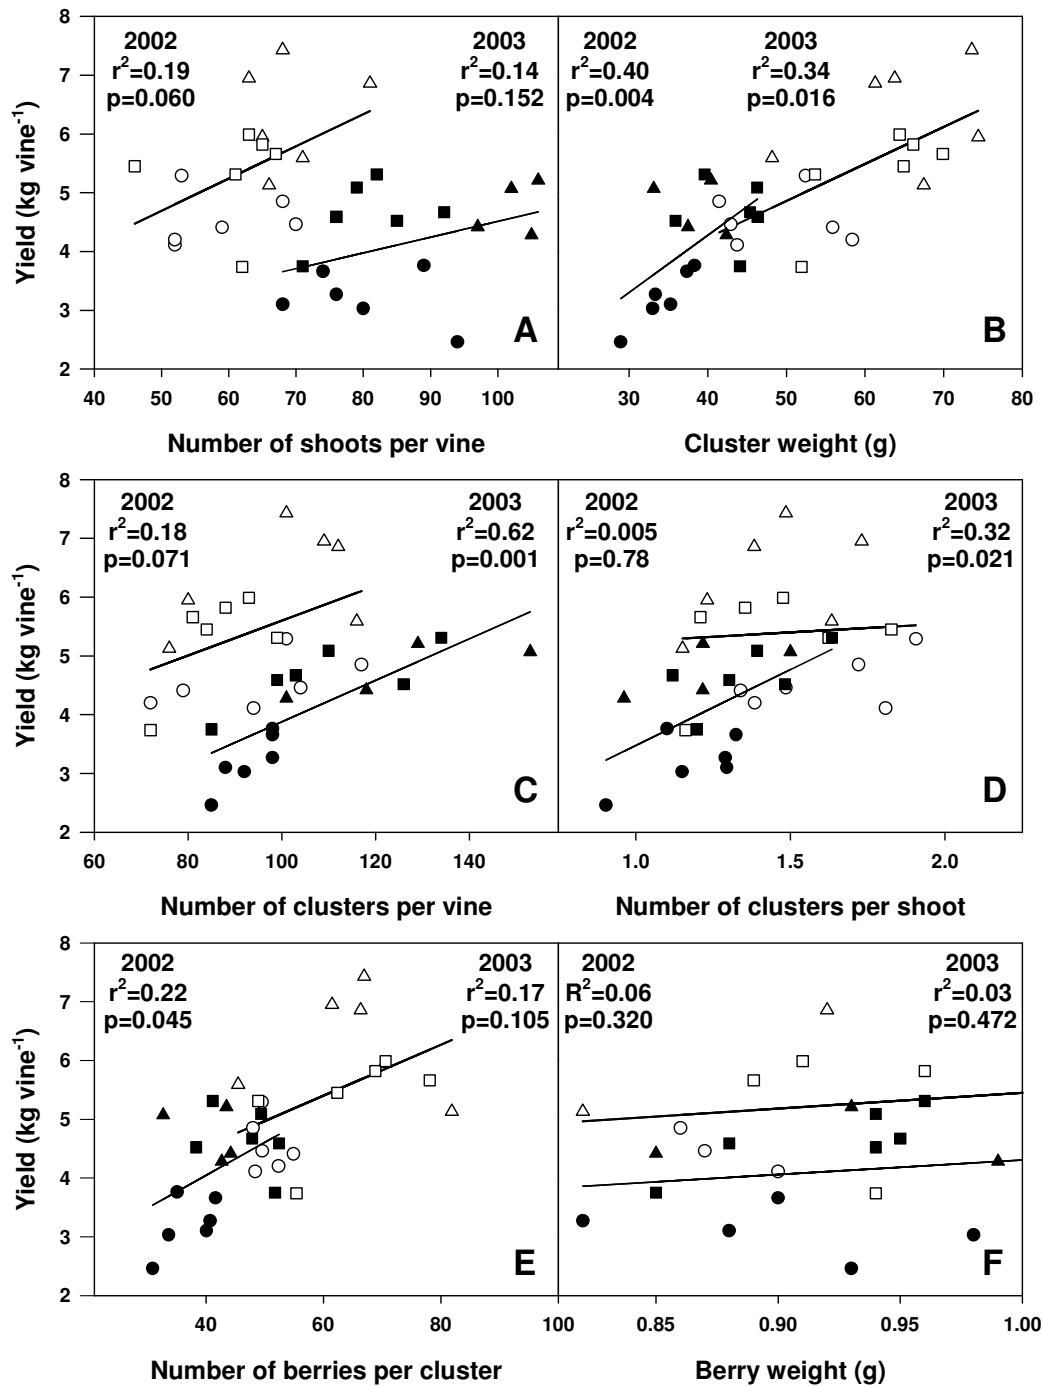 8
7
6
5
4
3
2
Yield (kg vine⁻¹)
2002
r²=0.19
p=0.060
2003
r²=0.14
p=0.152
A
40 50 60 70 80 90 100
Number of shoots per vine
2002
r²=0.40
p=0.004
2003
r²=0.34
p=0.016
B
30 40 50 60 70 80
Cluster weight (g)
8
7
6
5
4
3
2
Yield (kg vine⁻¹)
2002
r²=0.18
p=0.071
2003
r²=0.62
p=0.001
C
60 80 100 120 140
Number of clusters per vine
2002
r²=0.005
p=0.78
2003
r²=0.32
p=0.021
D
1.0 1.5 2.0
Number of clusters per shoot
8
7
6
5
4
3
2
Yield (kg vine⁻¹)
2002
r²=0.22
p=0.045
2003
r²=0.17
p=0.105
E
40 60 80 100
Number of berries per cluster
2002
R²=0.06
p=0.320
2003
r²=0.03
p=0.472
F
0.85 0.90 0.95 1.00
Berry weight (g)